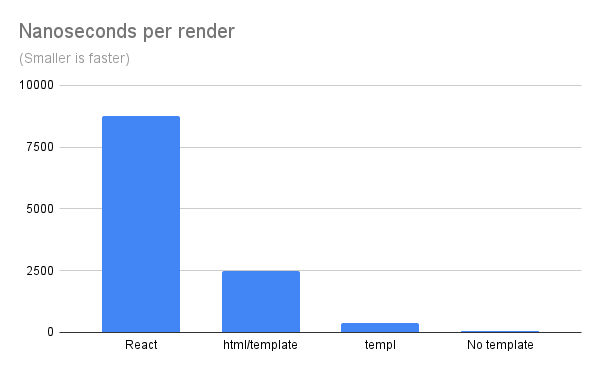 Nanoseconds per render
(Smaller is faster)
10000
7500
5000
2500
0
React
html/template
templ
No template